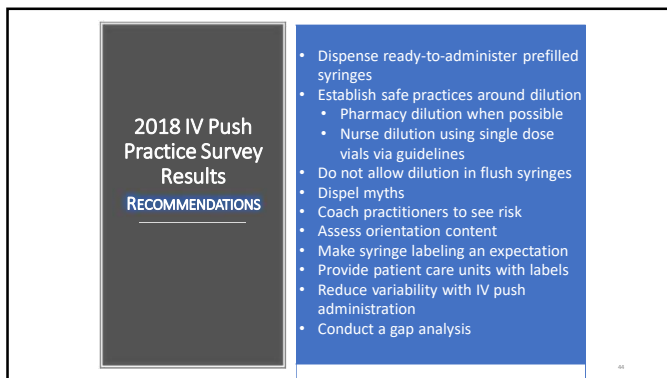 2018 IV Push
Practice Survey
Results
RECOMMENDATIONS
• Dispense ready-to-administer prefilled
syringes
• Establish safe practices around dilution
• Pharmacy dilution when possible
• Nurse dilution using single dose
vials via guidelines
• Do not allow dilution in flush syringes
• Dispel myths
• Coach practitioners to see risk
• Assess orientation content
• Make syringe labeling an expectation
• Provide patient care units with labels
• Reduce variability with IV push
administration
• Conduct a gap analysis
44